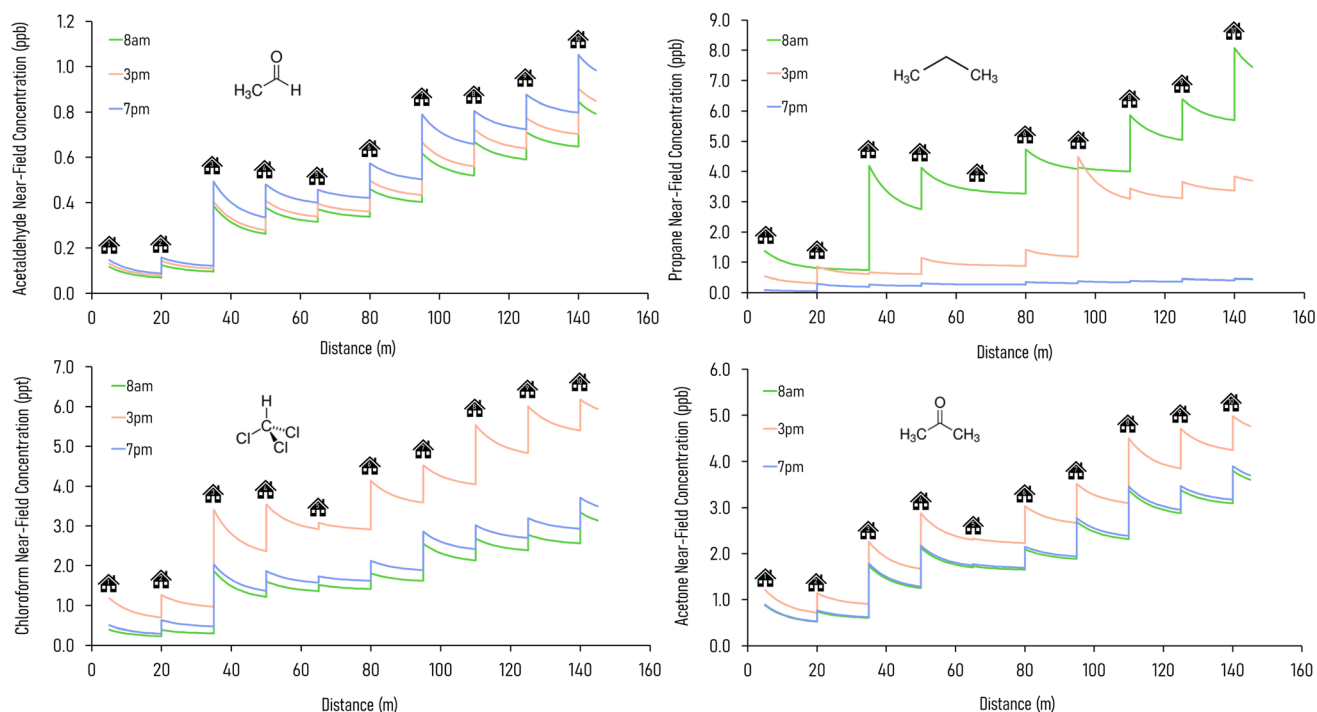 Acetaldehyde Near-Field Concentration (ppb)
1.2
1.0
0.8
0.6
0.4
0.2
0.0
8am
3pm
7pm
O
H₃C
H
0 20 40 60 80 100 120 140 160
Distance (m)
Propane Near-Field Concentration (ppb)
9.0
8.0
7.0
6.0
5.0
4.0
3.0
2.0
1.0
0.0
8am
3pm
7pm
H₃C CH₃
0 20 40 60 80 100 120 140 160
Distance (m)
Chloroform Near-Field Concentration (ppt)
7.0
6.0
5.0
4.0
3.0
2.0
1.0
0.0
8am
3pm
7pm
H
C
Cl Cl
Cl
0 20 40 60 80 100 120 140 160
Distance (m)
Acetone Near-Field Concentration (ppb)
6.0
5.0
4.0
3.0
2.0
1.0
0.0
8am
3pm
7pm
O
H₃C CH₃
0 20 40 60 80 100 120 140 160
Distance (m)